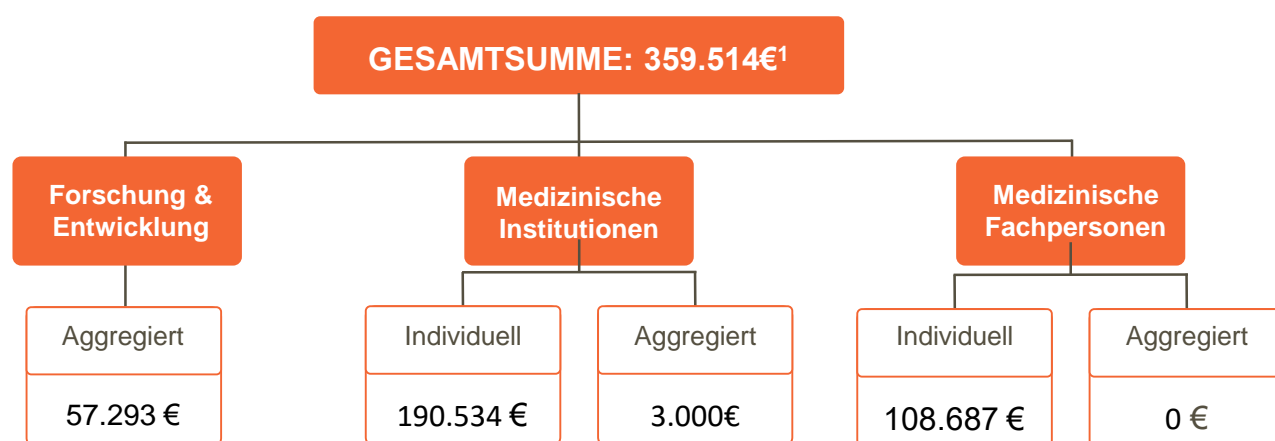 GESAMTSUMME: 359.514€¹
Forschung &
Entwicklung
Medizinische
Institutionen
Medizinische
Fachpersonen
Aggregiert
57.293 €
Individuell
190.534 €
Aggregiert
3.000€
Individuell
108.687 €
Aggregiert
0 €